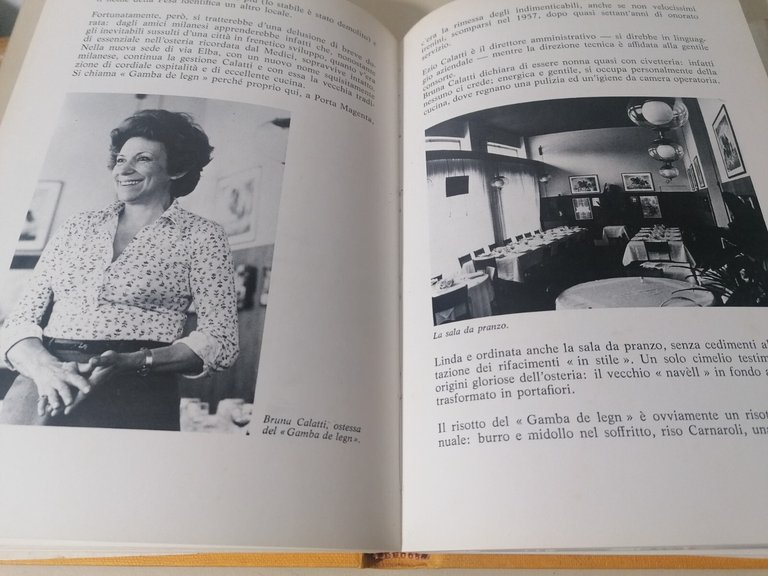 nome della Pesa identifica un altro locale.
Fortunatamente, però, si tratterebbe di una delusione di breve du-
rata: dagli amici milanesi apprenderebbe infatti che, nonostante
gli inevitabili sussulti d'una città in frenetico sviluppo, quantomai
di essenziale nell'osteria ricordata dal Medici, sopravvive intatto.
Nella nuova sede di via Elba, con un nome nuovo squisitamente
milanese, continua la gestione Calatti e con essa la vecchia tradi-
zione di cordiale ospitalità e di eccellente cucina.
Si chiama « Gamba de legn » perché proprio qui, a Porta Magenta,
Bruna Calatti, ostessa
del « Gamba de legn ».
c'era la rimessa degli indimenticabili, anche se non velocissimi
trenini, scomparsi nel 1957, dopo quasi settant'anni di onorato
servizio.
Ezio Calatti è il direttore amministrativo — si direbbe in linguag-
gio aziendale — mentre la direzione tecnica è affidata alla gentile
consorte.
Bruna Calatti dichiara di essere nonna quasi con civetteria: infatti
nessuno ci crede; energica e gentile, si occupa personalmente della
cucina, dove regnano una pulizia ed un'igiene da camera operatoria.
La sala da pranzo.
Linda e ordinata anche la sala da pranzo, senza cedimenti al
tazione dei rifacimenti « in stile ». Un solo cimelio testim
origini gloriose dell'osteria: il vecchio « navèll » in fondo a
trasformato in portafiori.
Il risotto del « Gamba de legn » è ovviamente un risot
nuale: burro e midollo nel soffritto, riso Carnaroli, una